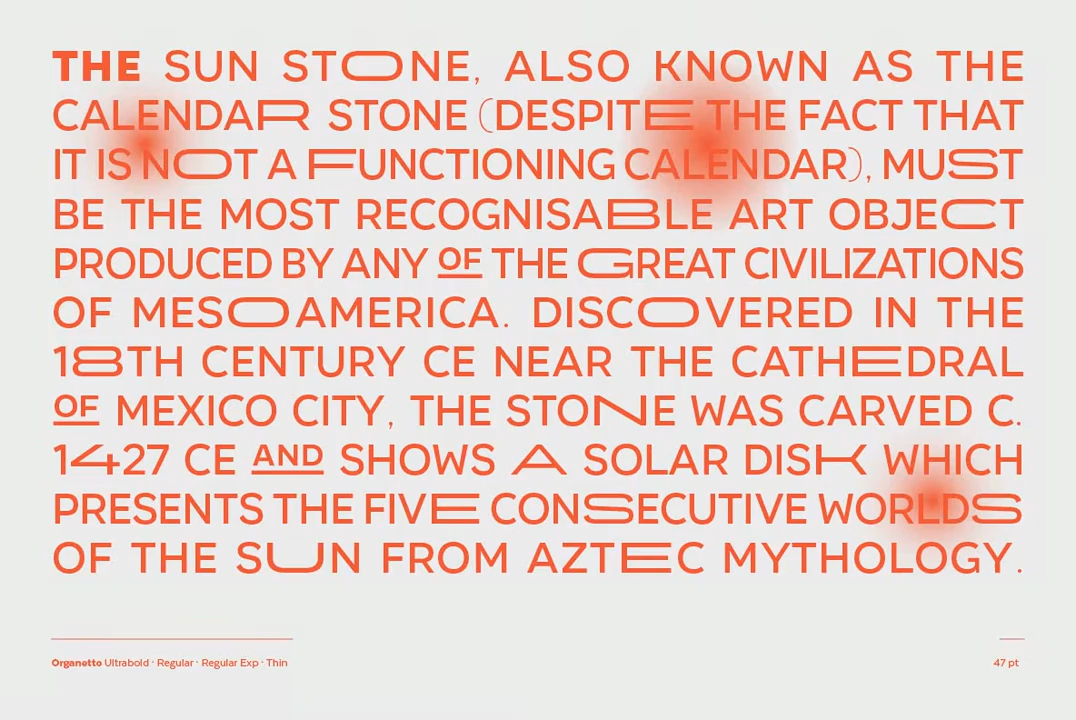 THE SUN STONE, ALSO KNOWN AS THE
CALENDAR STONE (DESPITE THE FACT THAT
IT IS NOT A FUNCTIONING CALENDAR), MUST
BE THE MOST RECOGNISABLE ART OBJECT
PRODUCED BY ANY OF THE GREAT CIVILIZATIONS
OF MESOAMERICA. DISCOVERED IN THE
18TH CENTURY CE NEAR THE CATHEDRAL
OF MEXICO CITY, THE STONE WAS CARVED C.
1427 CE AND SHOWS A SOLAR DISK WHICH
PRESENTS THE FIVE CONSECUTIVE WORLDS
OF THE SUN FROM AZTEC MYTHOLOGY.
Organetto Ultrabold · Regular · Regular Exp · Thin
47 pt